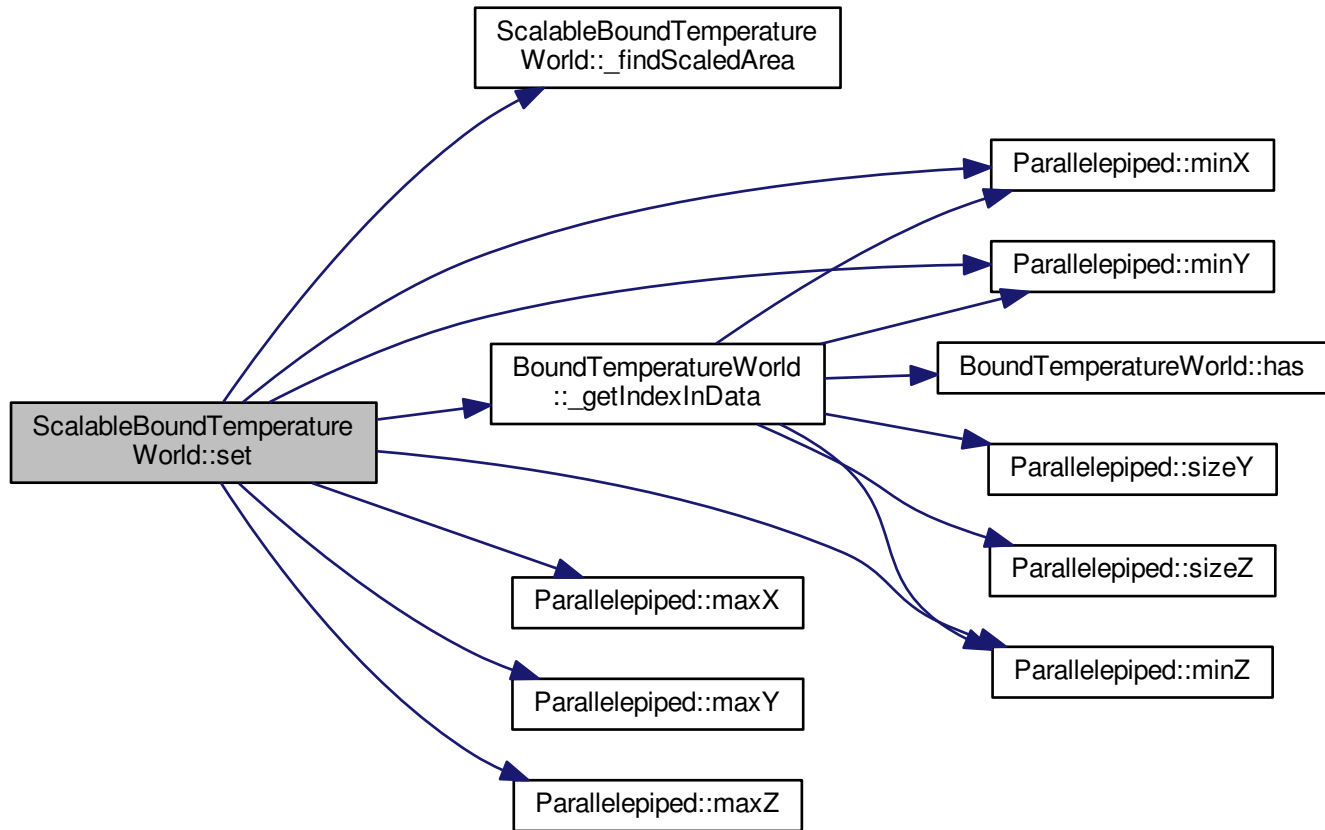 ScalableBoundTemperature
World::_findScaledArea
Parallelepiped::minX
Parallelepiped::minY
BoundTemperatureWorld
::_getIndexInData
BoundTemperatureWorld::has
ScalableBoundTemperature
World::set
Parallelepiped::sizeY
Parallelepiped::sizeZ
Parallelepiped::maxX
Parallelepiped::minZ
Parallelepiped::maxY
Parallelepiped::maxZ